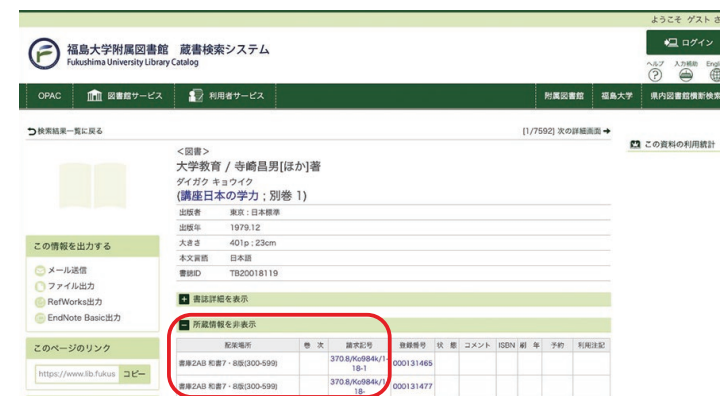 ようこそ ゲスト さ
福島大学附属図書館 蔵書検索システム
Fukushima University Library Catalog
ログイン
ヘルプ 入力補助 Engli
OPAC 図書館サービス 利用者サービス 附属図書館 福島大学 県内図書館横断検索
検索結果一覧に戻る [1/7592] 次の詳細画面
この資料の利用統計
<図書>
大学教育 / 寺崎昌男[ほか]著
ダイガク キョウイク
(講座日本の学力 ; 別巻 1)
出版者 東京 : 日本標準
出版年 1979.12
大きさ 401p ; 23cm
本文言語 日本語
書誌ID TB20018119
この情報を出力する
メール送信
ファイル出力
RefWorks出力
EndNote Basic出力
書誌詳細を表示
所蔵情報を非表示
このページのリンク
https://www.lib.fukus コピー
配架場所 巻 次 請求記号 登録番号 状 態 コメント ISBN 刷 年 予約 利用注記
書庫2AB 和書7・8版(300-599) 370.8/Ko984k/1-18-1 000131465
書庫2AB 和書7・8版(300-599) 370.8/Ko984k/1-18- 000131477